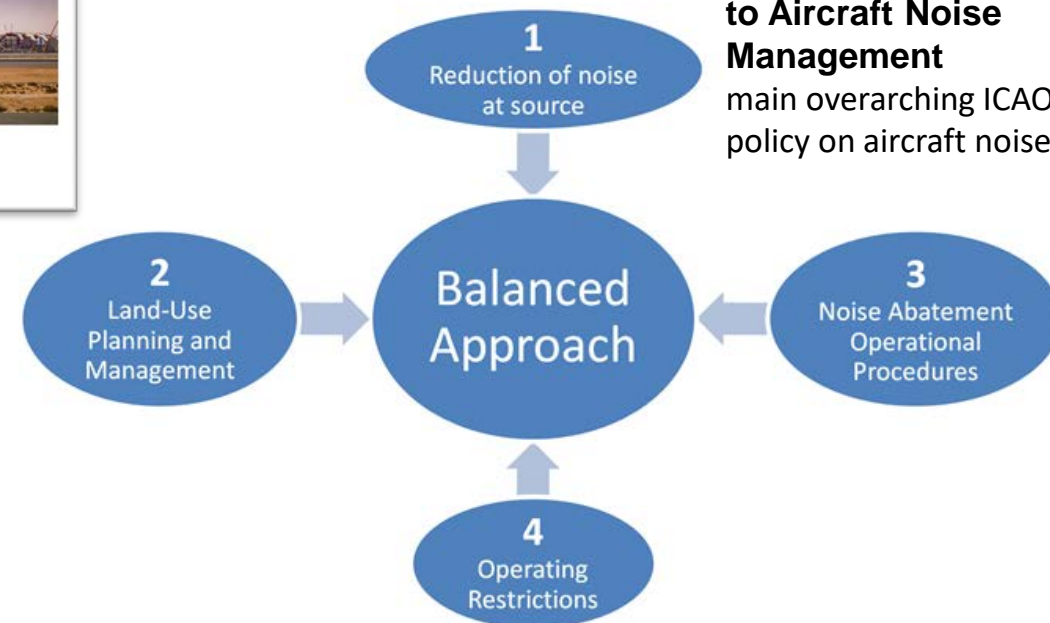 to Aircraft Noise
Management
main overarching ICAO
policy on aircraft noise
1
Reduction of noise
at source
2
Land-Use
Planning and
Management
Balanced
Approach
3
Noise Abatement
Operational
Procedures
4
Operating
Restrictions